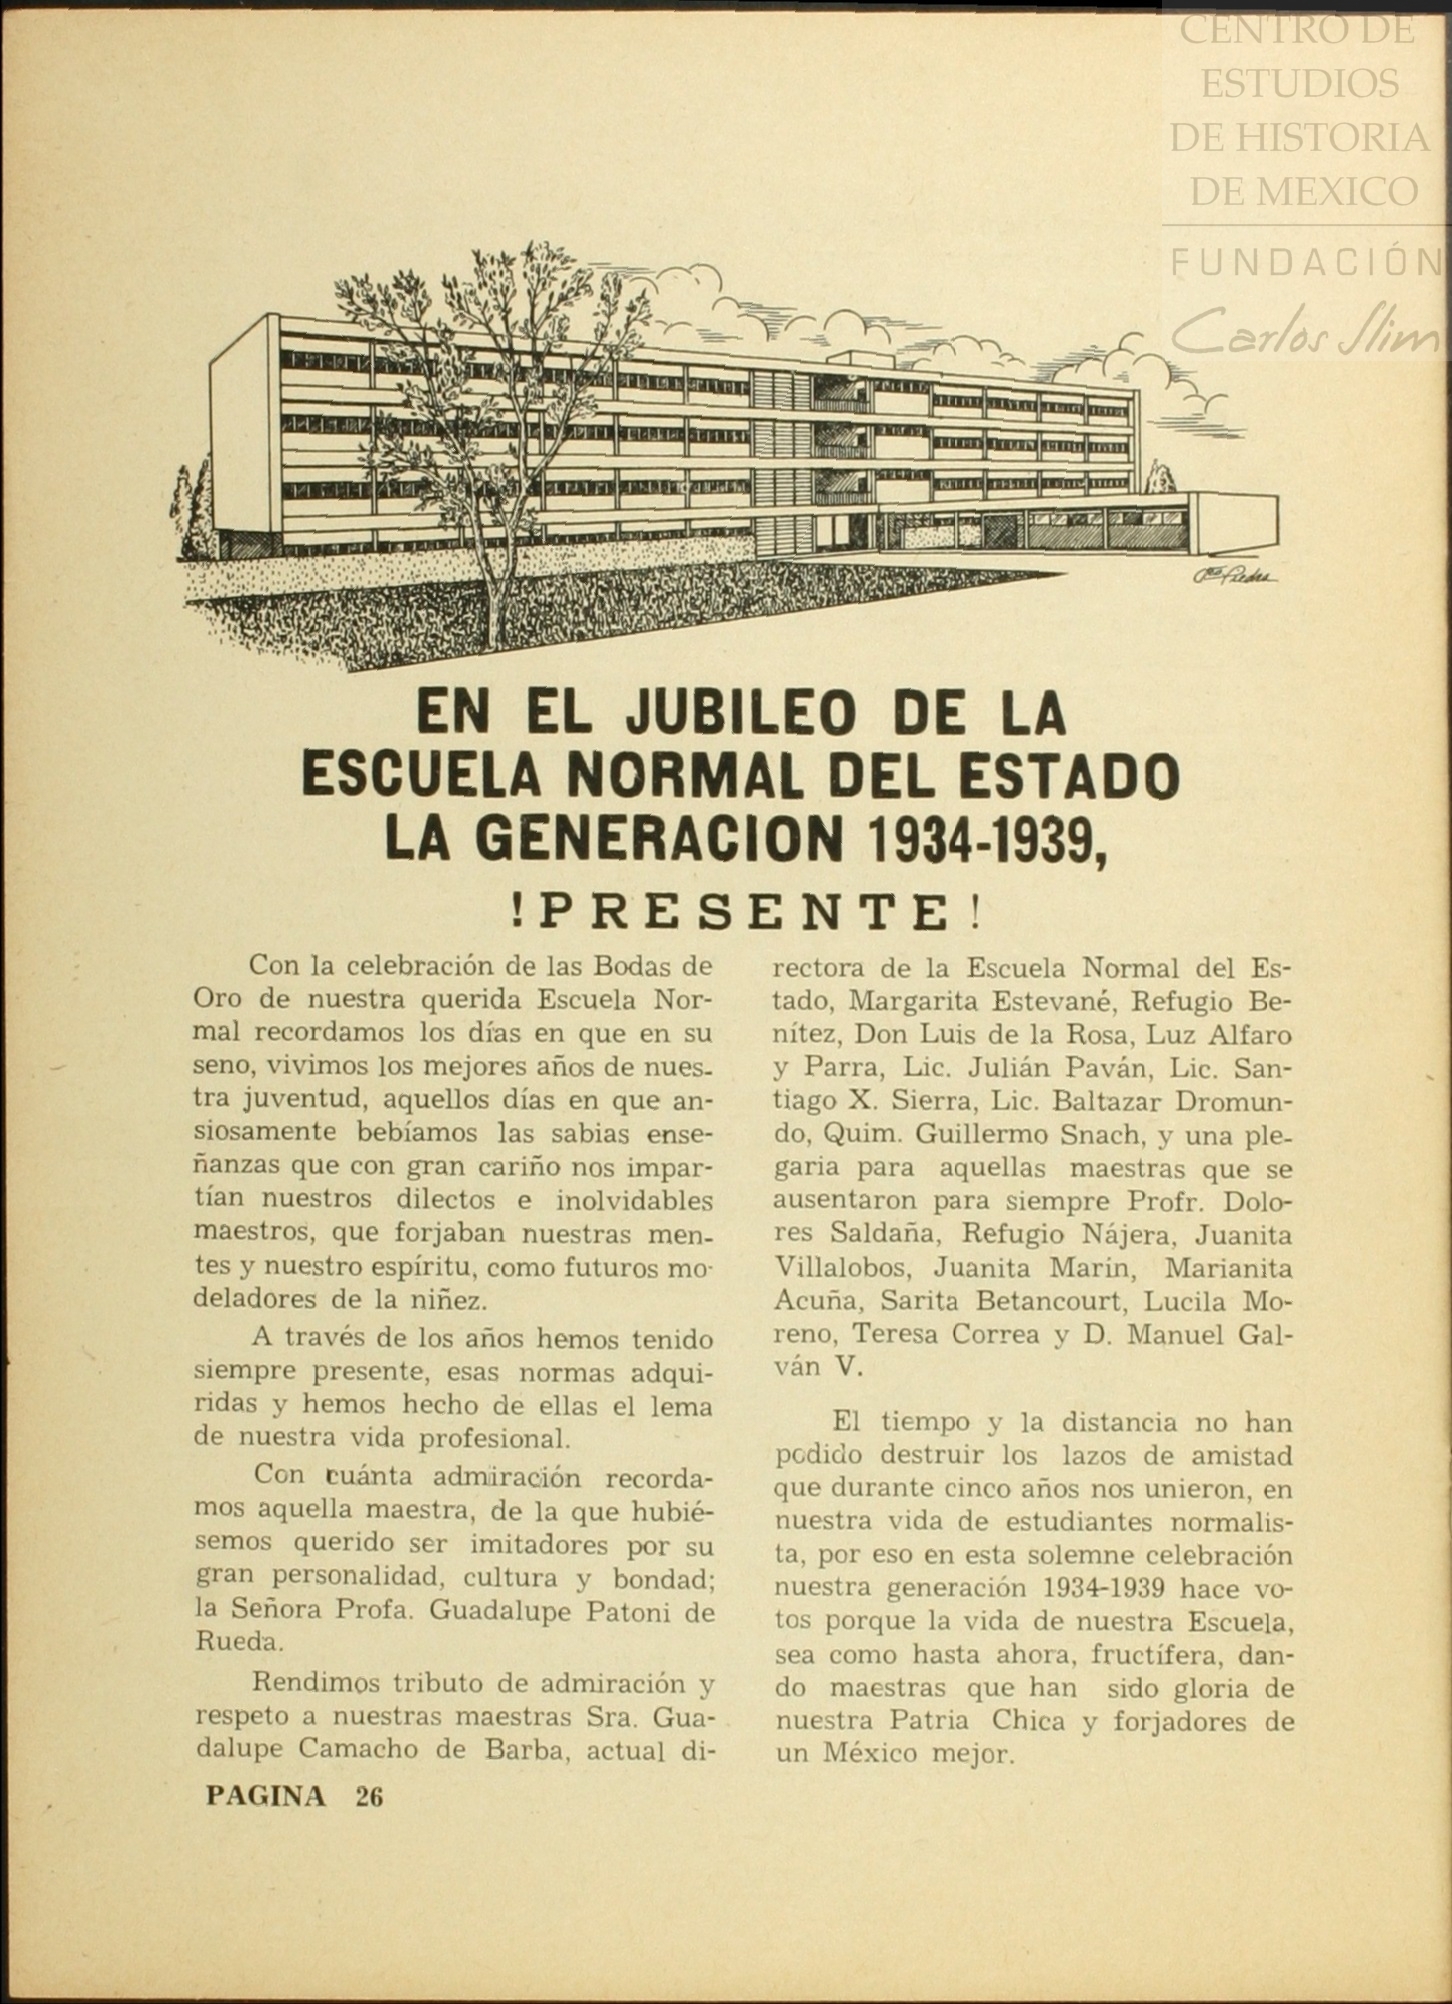 CENTRO DE
ESTUDIOS
DE HISTORIA
DE MEXICO
FUNDACIÓN
Carlos Slim
EN EL JUBILEO DE LA
ESCUELA NORMAL DEL ESTADO
LA GENERACION 1934-1939,
!PRESENTE!
Con la celebración de las Bodas de
Oro de nuestra querida Escuela Nor-
mal recordamos los días en que en su
seno, vivimos los mejores años de nues-
tra juventud, aquellos días en que an-
siosamente bebíamos las sabias ense-
ñanzas que con gran cariño nos impar-
tían nuestros dilectos e inolvidables
maestros, que forjaban nuestras men-
tes y nuestro espíritu, como futuros mo-
deladores de la niñez.
A través de los años hemos tenido
siempre presente, esas normas adqui-
ridas y hemos hecho de ellas el lema
de nuestra vida profesional.
Con cuánta admiración recorda-
mos aquella maestra, de la que hubié-
semos querido ser imitadores por su
gran personalidad, cultura y bondad;
la Señora Profa. Guadalupe Patoni de
Rueda.
Rendimos tributo de admiración y
respeto a nuestras maestras Sra. Gua-
dalupe Camacho de Barba, actual di-
rectora de la Escuela Normal del Es-
tado, Margarita Estevané, Refugio Be-
nítez, Don Luis de la Rosa, Luz Alfaro
y Parra, Lic. Julián Paván, Lic. San-
tiago X. Sierra, Lic. Baltazar Dromun-
do, Quim. Guillermo Snach, y una ple-
garia para aquellas maestras que se
ausentaron para siempre Profr. Dolo-
res Saldaña, Refugio Nájera, Juanita
Villalobos, Juanita Marin, Marianita
Acuña, Sarita Betancourt, Lucila Mo-
reno, Teresa Correa y D. Manuel Gal-
ván V.
El tiempo y la distancia no han
podido destruir los lazos de amistad
que durante cinco años nos unieron, en
nuestra vida de estudiantes normalis-
ta, por eso en esta solemne celebración
nuestra generación 1934-1939 hace vo-
tos porque la vida de nuestra Escuela,
sea como hasta ahora, fructífera, dan-
do maestras que han sido gloria de
nuestra Patria Chica y forjadores de
un México mejor.
PAGINA 26